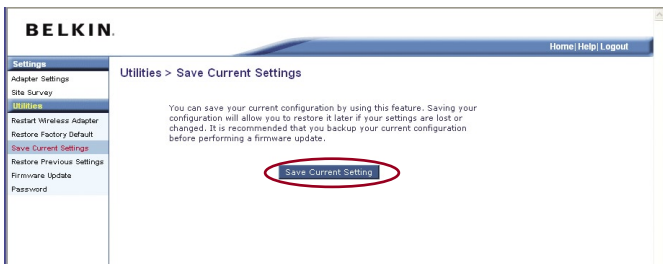 BELKIN.
Home| Help| Logout
Settings
Adapter Settings
Site Survey
Utilities
Restart Wireless Adapter
Restore Factory Default
Save Current Settings
Restore Previous Settings
Firmware Update
Password
Utilities > Save Current Settings
You can save your current configuration by using this feature. Saving your
configuration will allow you to restore it later if your settings are lost or
changed. It is recommended that you backup your current configuration
before performing a firmware update.
Save Current Setting